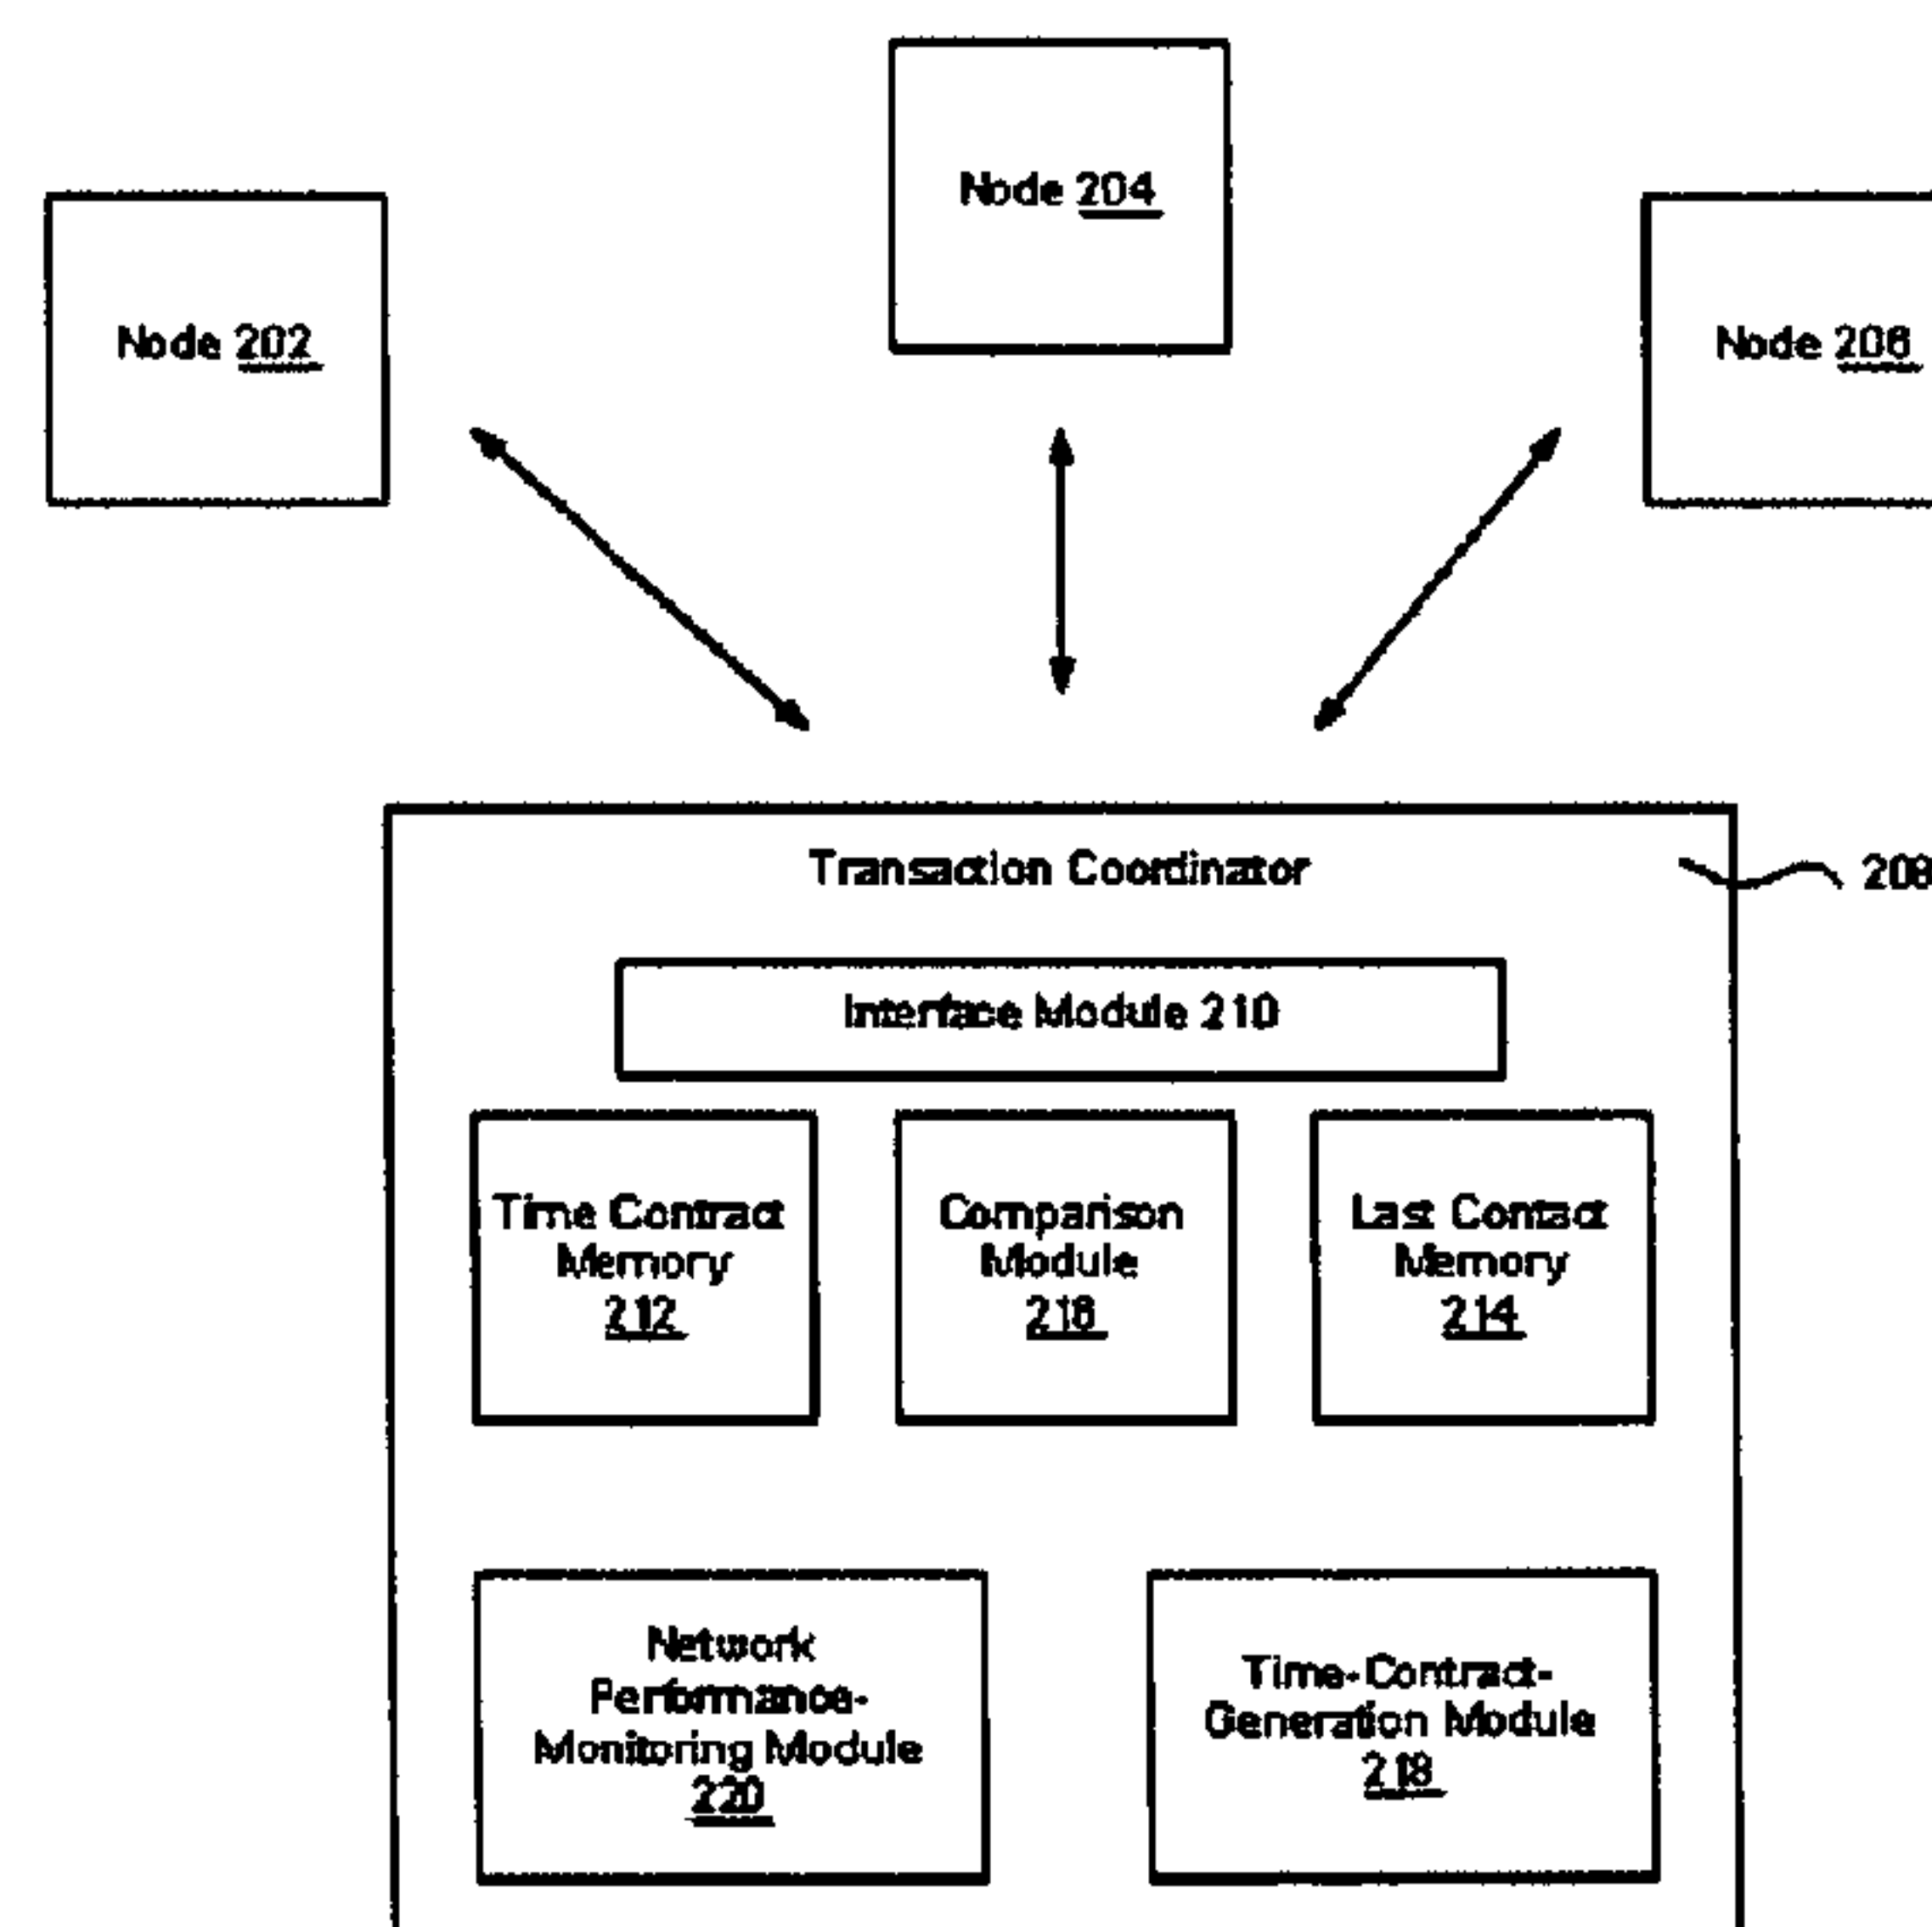 Node 204
Node 202
Node 206
Transaction Coordinator
208
Interface Module 210
Time Contract
Memory
212
Comparison
Module
216
Last Contact
Memory
214
Network
Performance-
Monitoring Module
220
Time-Contract-
Generation Module
218